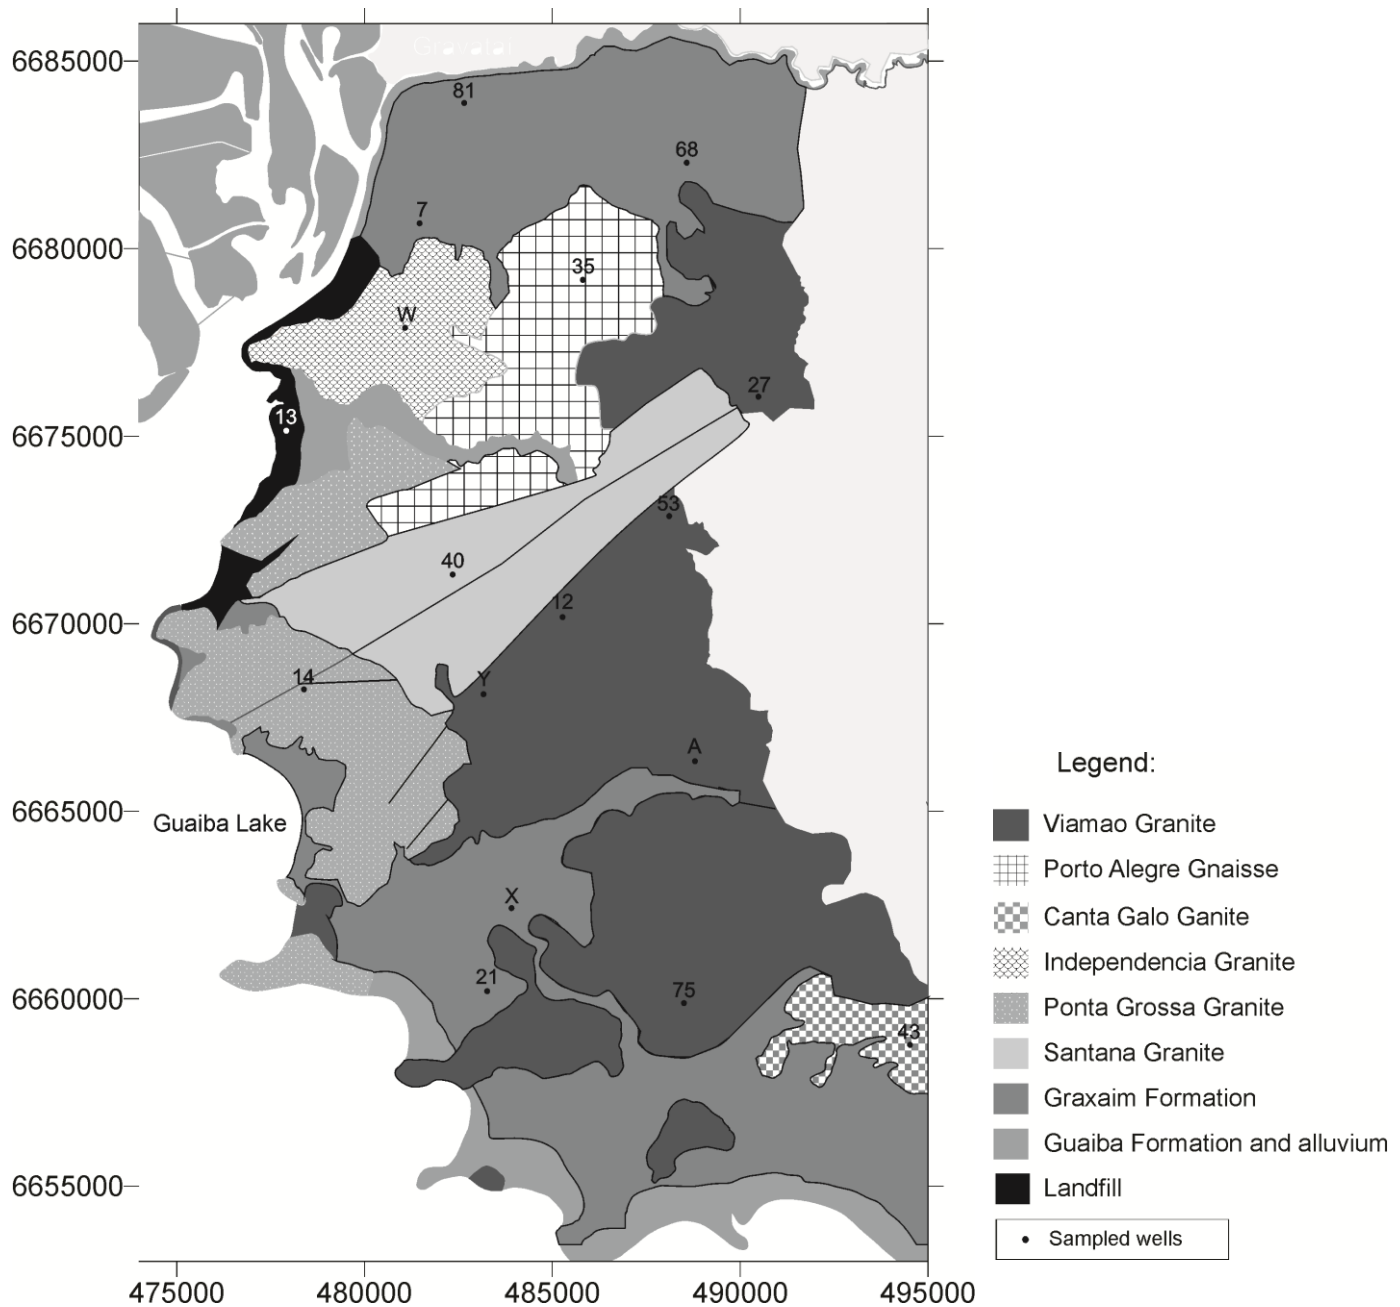 Gravatai
6685000
81
68
7
6680000
35
W
27
13
6675000
53
40
12
6670000
14
Y
A
Legend:
6665000
Guaiba Lake
Viamao Granite
Porto Alegre Gnaisse
X
Canta Galo Ganite
Independencia Granite
21
75
6660000
Ponta Grossa Granite
43
Santana Granite
Graxaim Formation
Guaiba Formation and alluvium
6655000
Landfill
Sampled wells
475000 480000 485000 490000 495000